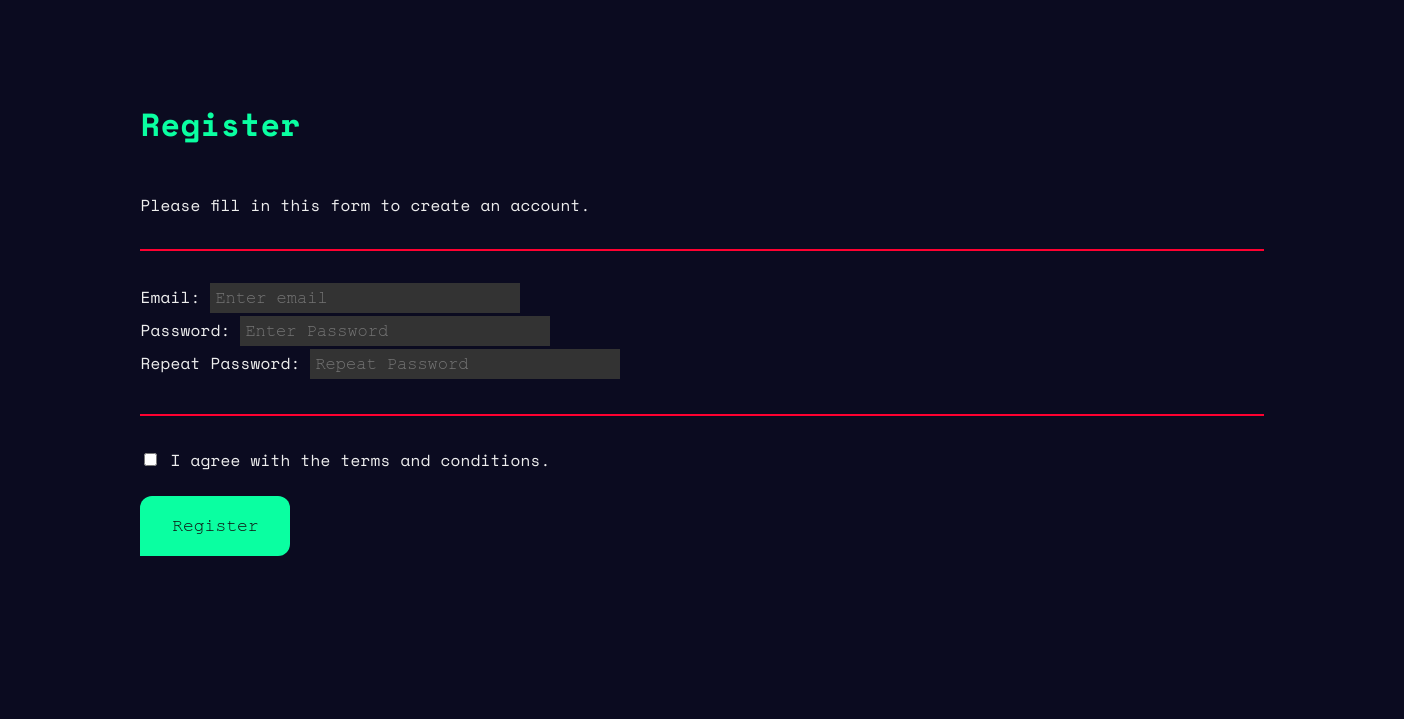 Register
Please fill in this form to create an account.
Email: Enter email
Password: Enter Password
Repeat Password: Repeat Password
I agree with the terms and conditions.
Register